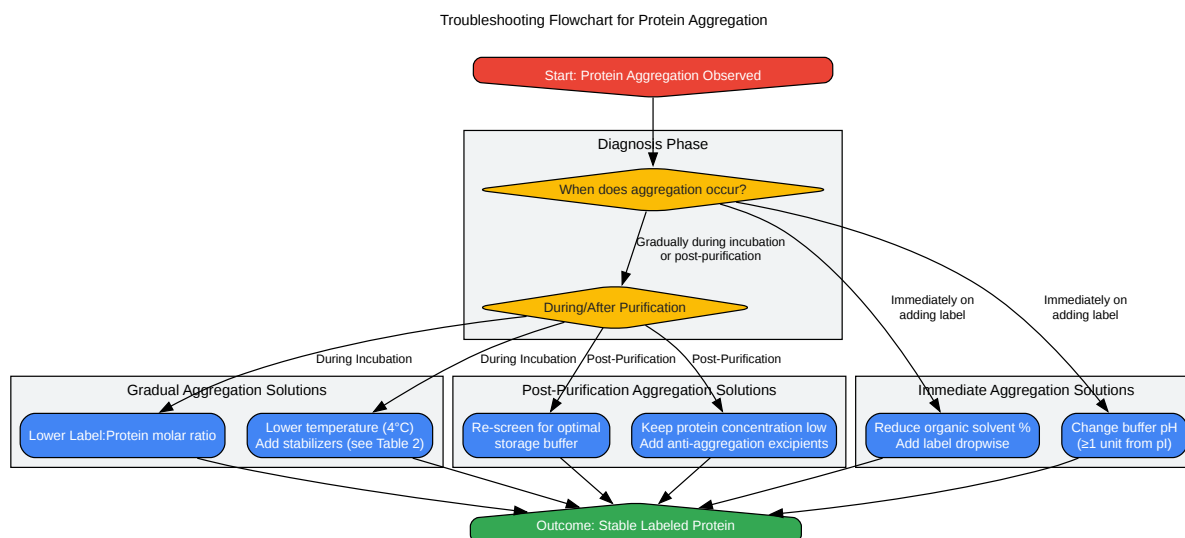 Troubleshooting Flowchart for Protein Aggregation
Start: Protein Aggregation Observed
Diagnosis Phase
When does aggregation occur?
Gradually during incubation
or post-purification
Immediately on
adding label
Immediately on
adding label
During/After Purification
During Incubation
During Incubation
Post-Purification
Post-Purification
Gradual Aggregation Solutions
Lower Label:Protein molar ratio
Lower temperature (4°C)
Add stabilizers (see Table 2)
Post-Purification Aggregation Solutions
Re-screen for optimal
storage buffer
Keep protein concentration low
Add anti-aggregation excipients
Immediate Aggregation Solutions
Reduce organic solvent %
Add label dropwise
Change buffer pH
(≥1 unit from pI)
Outcome: Stable Labeled Protein